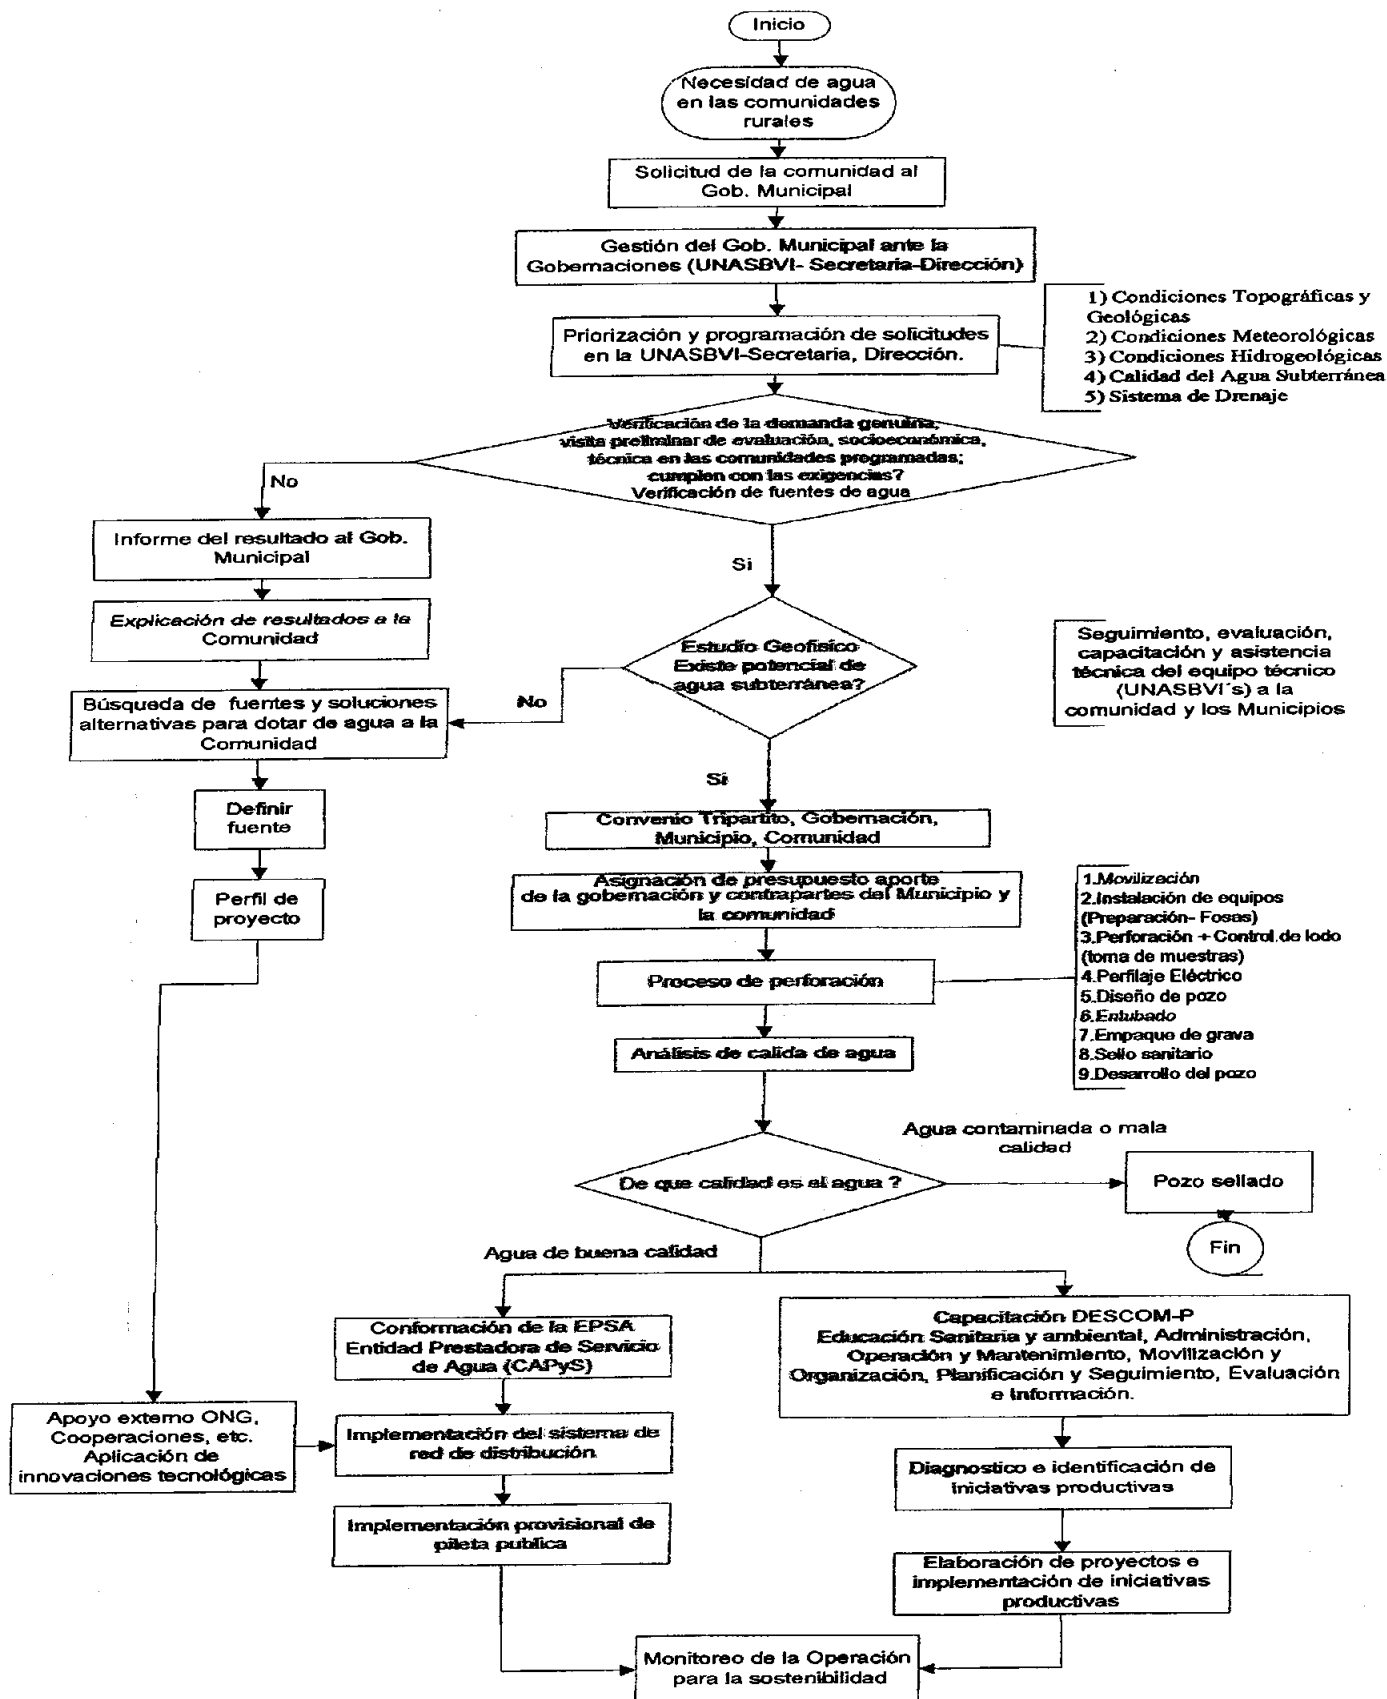 Inicio
Necesidad de agua
en las comunidades
rurales
Solicitud de la comunidad al
Gob. Municipal
Gestión del Gob. Municipal ante la
Gobernaciones (UNASBVI- Secretaria-Dirección)
Priorización y programación de solicitudes
en la UNASBVI-Secretaria, Dirección.
1) Condiciones Topográficas y
Geológicas
2) Condiciones Meteorológicas
3) Condiciones Hidrogeológicas
4) Calidad del Agua Subterránea
5) Sistema de Drenaje
Verificación de la demanda genuina;
visita preliminar de evaluación, socioeconómica,
técnica en las comunidades programadas;
cumplen con las exigencias?
Verificación de fuentes de agua
No
Informe del resultado al Gob.
Municipal
Si
Explicación de resultados a la
Comunidad
Estudio Geofísico
Existe potencial de
agua subterránea?
Seguimiento, evaluación,
capacitación y asistencia
técnica del equipo técnico
(UNASBVI´s) a la
comunidad y los Municipios
No
Búsqueda de fuentes y soluciones
alternativas para dotar de agua a la
Comunidad
Si
Definir
fuente
Convenio Tripartito, Gobernación,
Municipio, Comunidad
Perfil de
proyecto
Asignación de presupuesto aporte
de la gobernación y contrapartes del Municipio y
la comunidad
Proceso de perforación
1.Movilización
2.Instalación de equipos
(Preparación- Fosas)
3.Perforación + Control de lodo
(toma de muestras)
4.Perfilaje Eléctrico
5.Diseño de pozo
6.Entubado
7.Empaque de grava
8.Sello sanitario
9.Desarrollo del pozo
Análisis de calida de agua
Agua contaminada o mala
calidad
De que calidad es el agua ?
Pozo sellado
Fin
Agua de buena calidad
Conformación de la EPSA
Entidad Prestadora de Servicio
de Agua (CAPyS)
Capacitación DESCOM-P
Educación Sanitaria y ambiental, Administración,
Operación y Mantenimiento, Movilización y
Organización, Planificación y Seguimiento, Evaluación
e Información.
Apoyo externo ONG,
Cooperaciones, etc.
Aplicación de
innovaciones tecnológicas
Implementación del sistema de
red de distribución
Diagnostico e identificación de
iniciativas productivas
Implementación provisional de
pileta publica
Elaboración de proyectos e
implementación de iniciativas
productivas
Monitoreo de la Operación
para la sostenibilidad